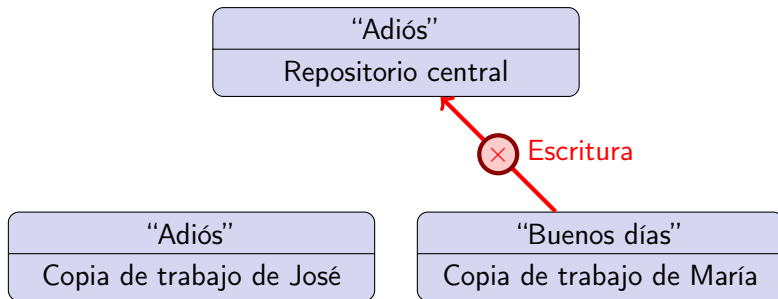 “Adiós”
Repositorio central
× Escritura
“Adiós”
Copia de trabajo de José
“Buenos días”
Copia de trabajo de María